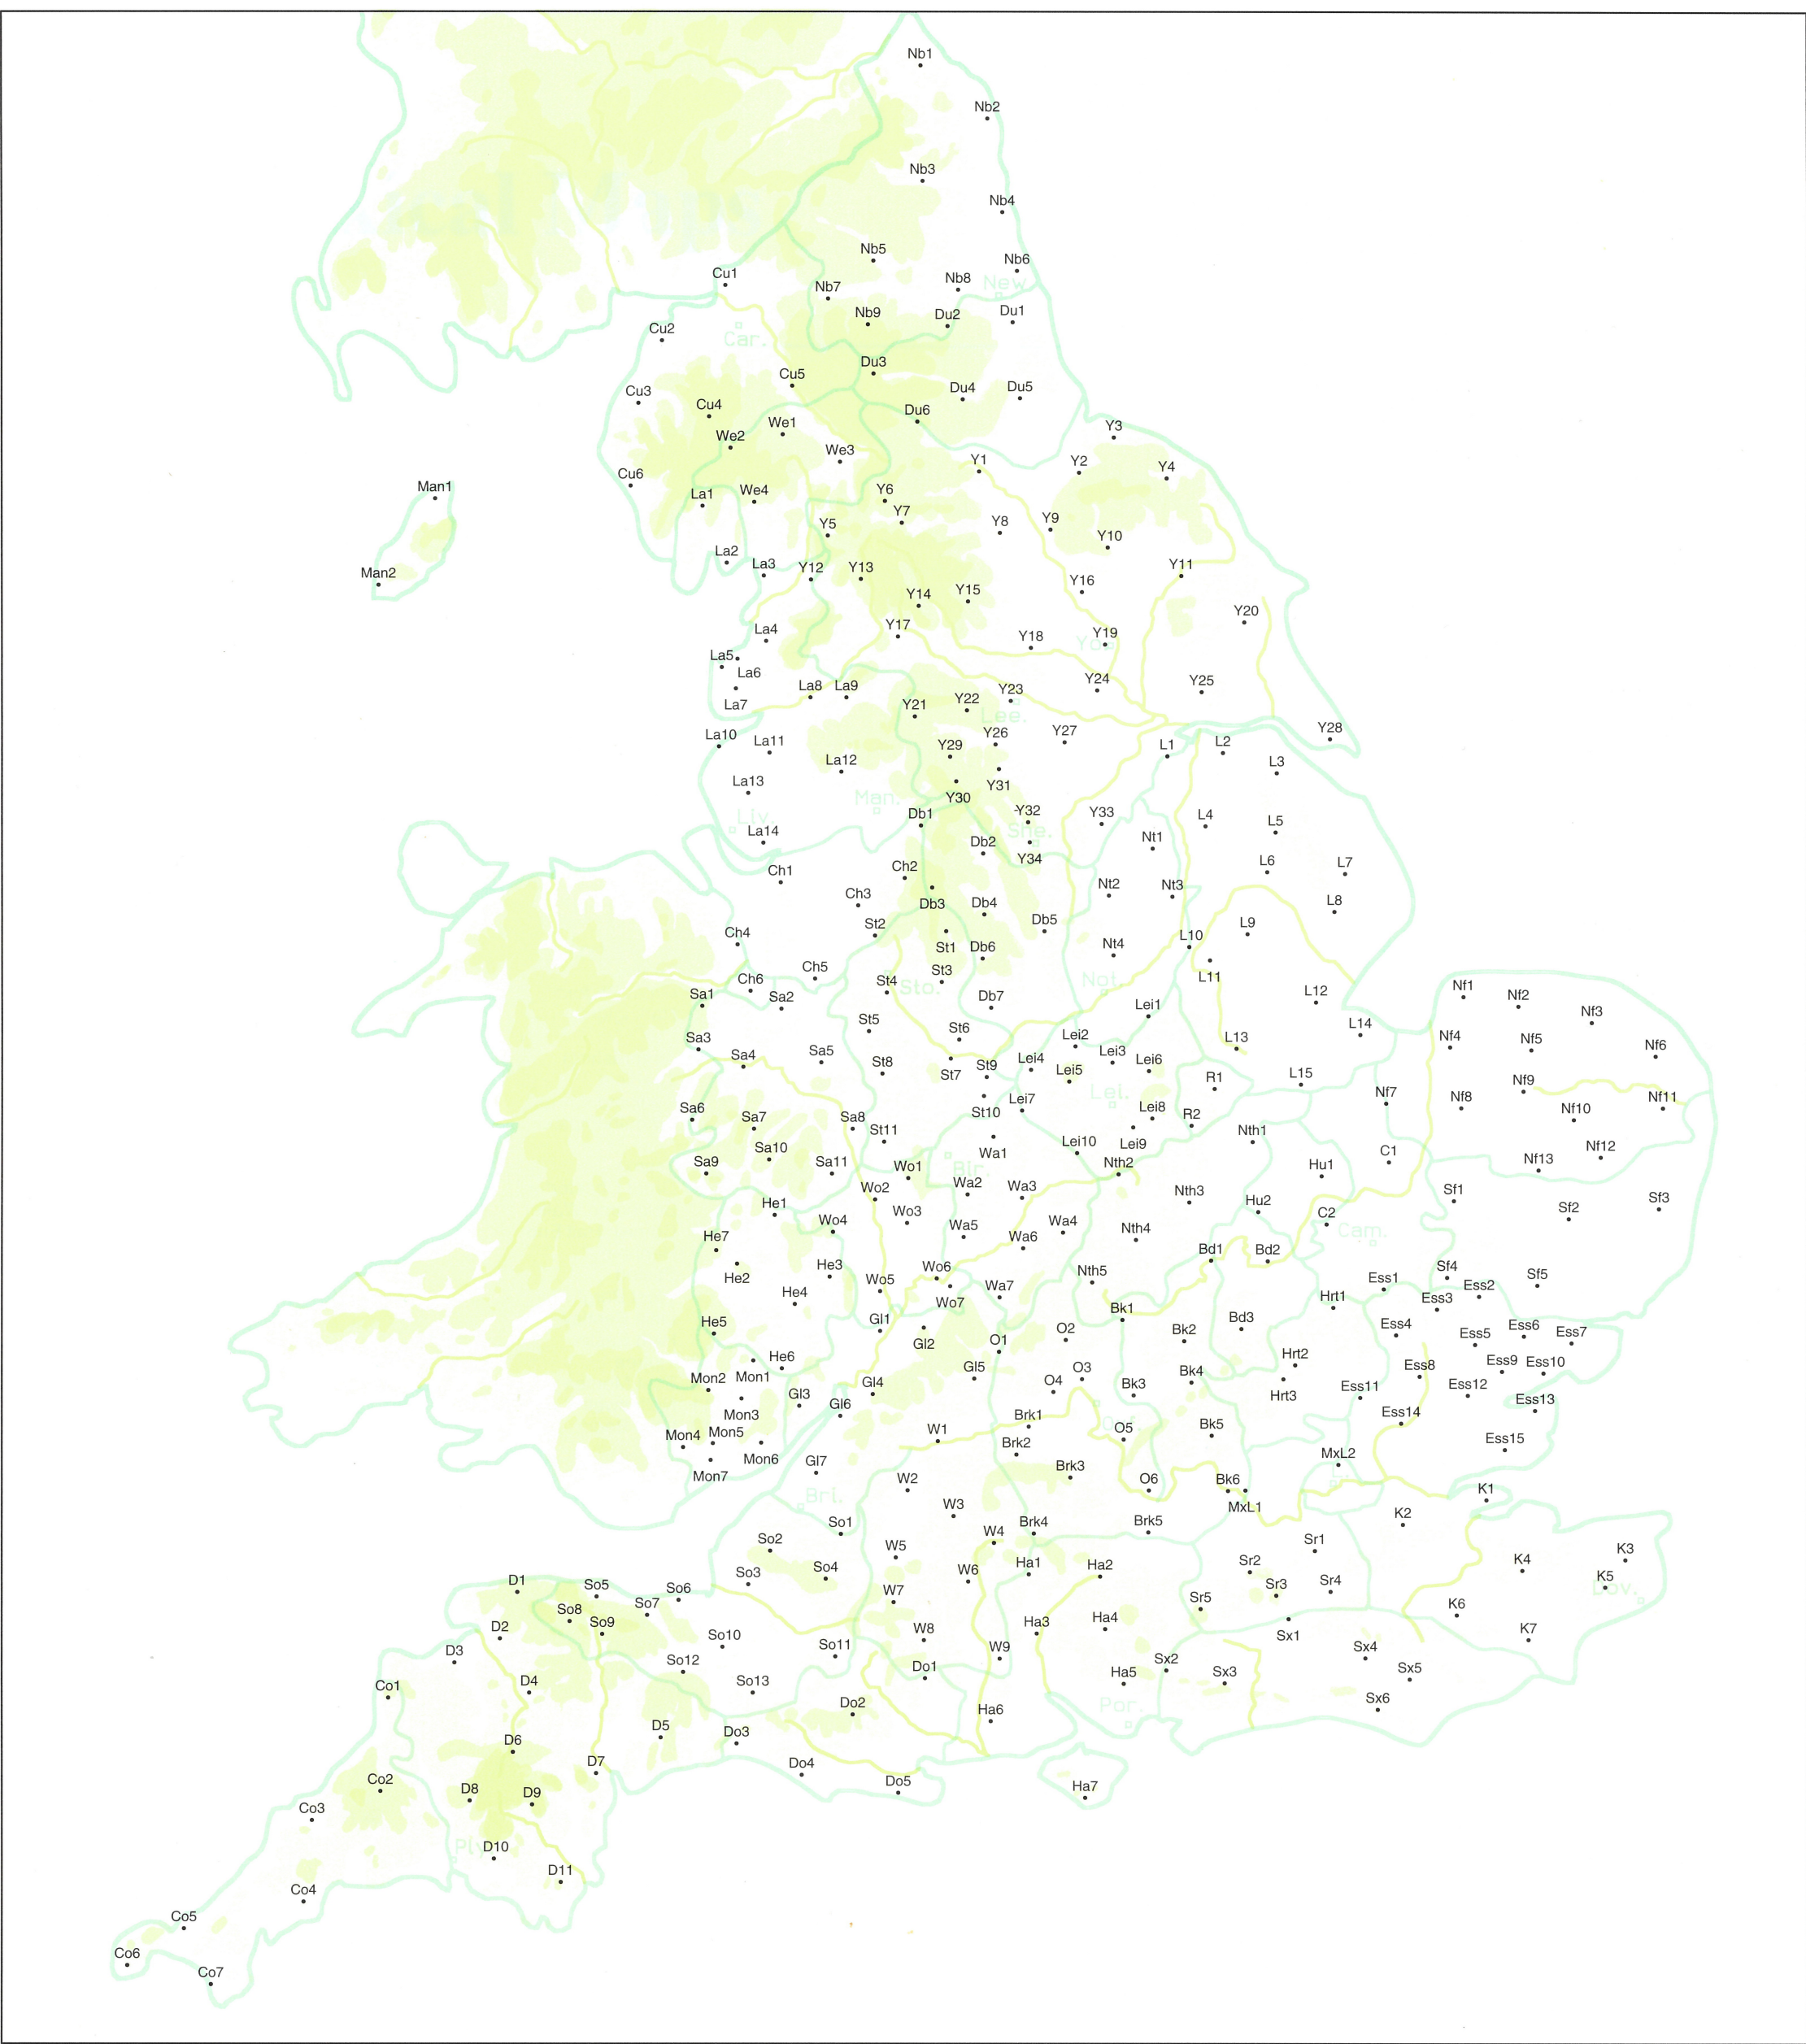 Nb1
Nb2
Nb3
Nb4
Nb5
Nb6
Cu1
Nb7
Nb8
New
Nb9
Du2
Du1
Cu2
Car.
Du3
Cu5
Cu3
Du4
Du5
Cu4
Du6
We1
We2
Y3
We3
Y1
Y2
Y4
Cu6
Man1
La1
We4
Y6
Y7
Y5
Y8
Y9
Y10
La2
La3
Y12
Y13
Y11
Man2
Y14
Y15
Y16
Y20
La4
Y17
Y18
Y19
La5
La6
La7
La8
La9
Y24
Y25
Y21
Y22
Y23
Lee.
La10
La11
Y29
Y26
Y27
L1
L2
Y28
La12
L3
La13
Y30
Y31
Man.
Liv.
La14
Db1
Y32
She.
Y33
L4
L5
Db2
Y34
Nt1
Ch1
Ch2
L6
L7
Ch3
Db3
Db4
Nt2
Nt3
L8
St2
Db5
L9
Ch4
St1
Db6
Nt4
L10
L11
Ch6
Ch5
St3
St4
Sto.
Not.
Sa1
Sa2
Db7
Lei1
L12
Nf1
Nf2
Nf3
St5
St6
L14
Sa3
Lei2
L13
Nf4
Nf5
Nf6
Sa4
Sa5
St8
St7
St9
Lei4
Lei3
Lei6
Lei5
R1
L15
Nf9
Lei.
Sa6
Sa7
Sa8
St10
Lei7
Lei8
R2
Nf7
Nf8
Nf10
Nf11
St11
Lei9
Nth1
Sa10
Wa1
Lei10
C1
Sa9
Sa11
Wo1
Bir.
Nth2
Hu1
Nf13
Nf12
Wo2
Wa2
Wa3
Nth3
Hu2
Sf1
Sf2
Sf3
He1
Wo4
Wo3
Wa5
Wa4
Nth4
C2
Cam.
He7
Wa6
Bd1
Bd2
He2
He3
Wo5
Wo6
Wo7
Wa7
Nth5
Sf4
Ess1
Ess2
Sf5
He4
Hrt1
Ess3
He5
Gl1
Gl2
O1
O2
Bk1
Bk2
Bd3
Ess4
Ess5
Ess6
Ess7
He6
Mon1
Gl5
O3
O4
Bk4
Hrt2
Hrt3
Ess8
Ess9
Ess10
Mon2
Gl4
Bk3
Ess11
Ess12
Gl3
Gl6
Mon3
Ess13
Mon4
Mon5
Brk1
O5
Bk5
Ess14
W1
Brk2
Mon6
Mon7
Gl7
Brk3
MxL2
L.
Ess15
W2
O6
Bk6
MxL1
K1
Bri.
W3
K2
So1
Brk4
Brk5
W4
Sr1
So2
W5
Ha1
Ha2
Sr2
K3
K4
So3
So4
W6
Sr3
Sr4
K5
Dov.
D1
So5
So6
W7
Sr5
So7
So8
So9
Ha3
Ha4
K6
D2
Sx1
K7
W8
D3
So10
So11
W9
Sx4
So12
Do1
Ha5
Sx2
Sx3
Sx5
D4
So13
Co1
Por.
Sx6
Do2
Ha6
D5
Do3
D6
D7
Do4
Do5
Ha7
Co2
D8
D9
Co3
Ply
D10
D11
Co4
Co5
Co6
Co7